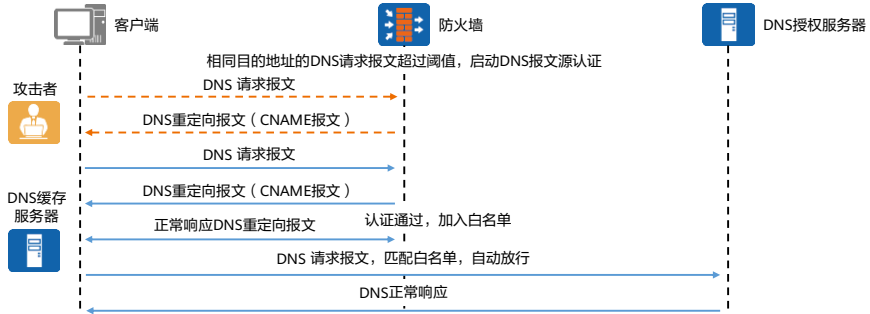 客户端
防火墙
DNS授权服务器
相同目的地址的DNS请求报文超过阈值，启动DNS报文源认证
攻击者
DNS 请求报文
DNS重定向报文（CNAME报文）
DNS 请求报文
DNS缓存
服务器
DNS重定向报文（CNAME报文）
正常响应DNS重定向报文
认证通过，加入白名单
DNS 请求报文，匹配白名单，自动放行
DNS正常响应